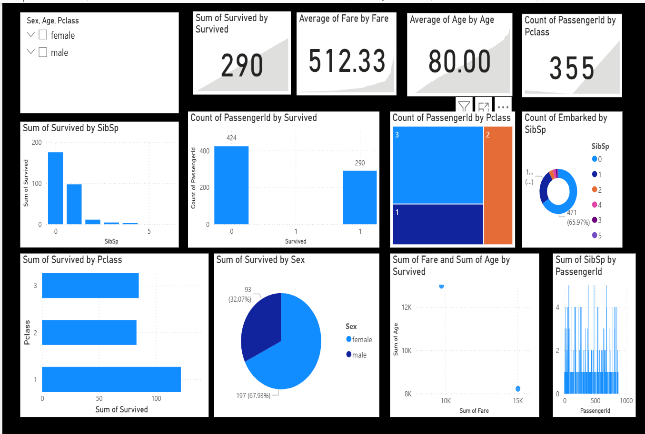 Sex, Age, Pclass
female
male
Sum of Survived by
Survived
290
Average of Fare by Fare
512.33
Average of Age by Age
80.00
Count of PassengerId by
Pclass
355
Sum of Survived by SibSp
Sum of Survived
200
100
0
0
5
SibSp
Count of PassengerId by Survived
Count of PassengerId
400
200
0
424
290
0
1
1
Survived
Count of PassengerId by Pclass
3
2
1
Count of Embarked by
SibSp
1...
(...)
471
(65.97%)
SibSp
0
1
2
4
3
5
Sum of Survived by Pclass
Pclass
3
2
1
0
50
100
Sum of Survived
Sum of Survived by Sex
93
(32.07%)
197 (67.93%)
Sex
female
male
Sum of Fare and Sum of Age by
Survived
Sum of Age
12K
10K
8K
10K
15K
Sum of Fare
Sum of SibSp by
PassengerId
4
2
0
0
500
1000
PassengerId